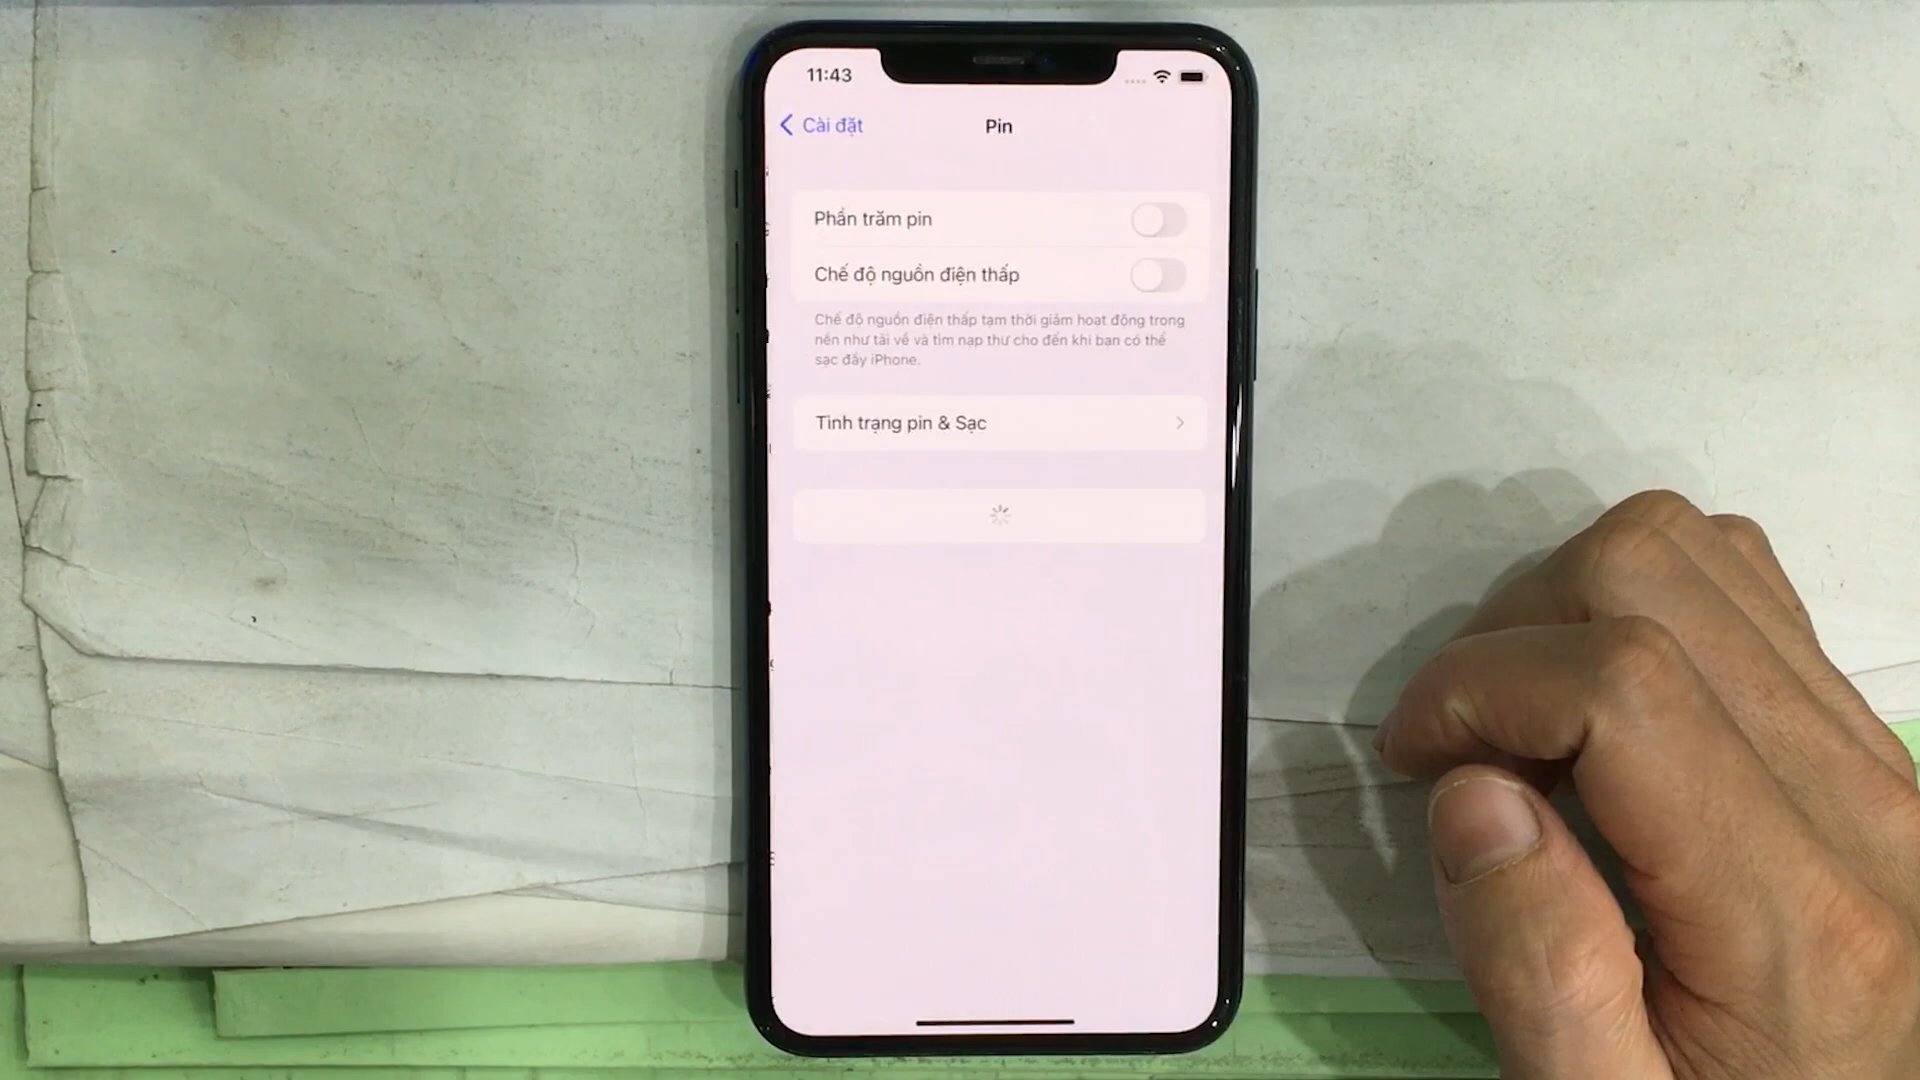 11:43
Cài đặt
Pin
Phần trăm pin
Chế độ nguồn điện thấp
Chế độ nguồn điện thấp tạm thời giảm hoạt động trong
nền như tải về và tìm nạp thư cho đến khi bạn có thể
sạc đầy iPhone.
Tình trạng pin & Sạc